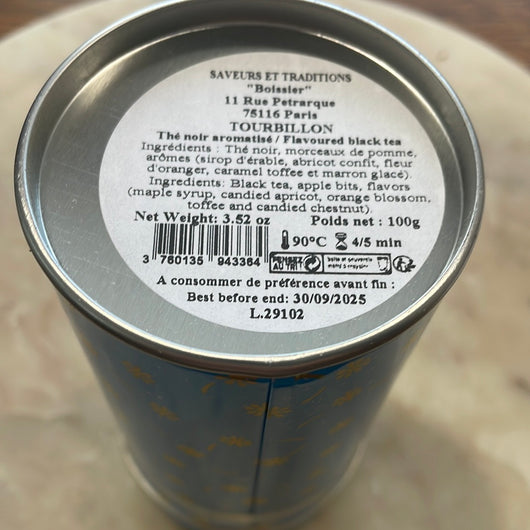 SAVEURS ET TRADITIONS
"Boissier"
11 Rue Petrarque
75116 Paris
TOURBILLON
Thé noir aromatisé / Flavoured black tea
Ingrédients : Thé noir, morceaux de pomme,
arômes (sirop d'érable, abricot confit, fleur
d'oranger, caramel toffee et marron glacé).
Ingredients: Black tea, apple bits, flavors
(maple syrup, candied apricot, orange blossom,
toffee and candied chestnut).
Net Weight: 3.52 oz Poids net : 100g
3 760135 943364
90°C 4/5 min
A consommer de préférence avant fin :
Best before end: 30/09/2025
L.29102